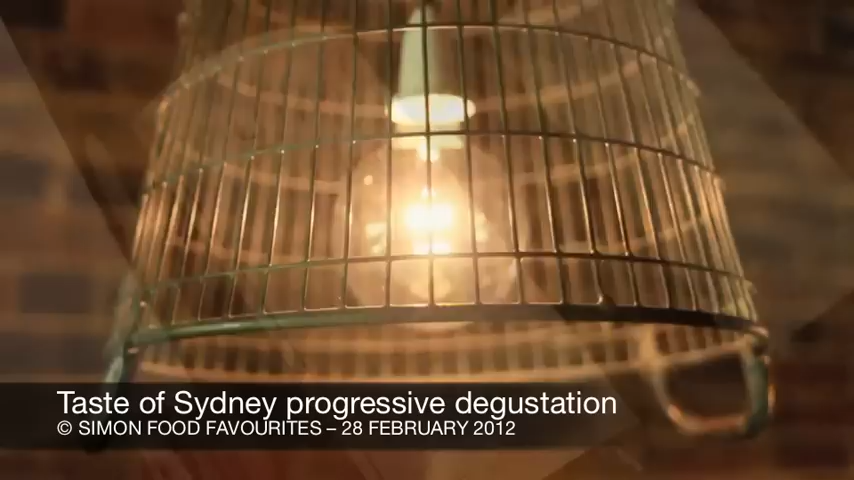 Taste of Sydney progressive degustation
© SIMON FOOD FAVOURITES – 28 FEBRUARY 2012